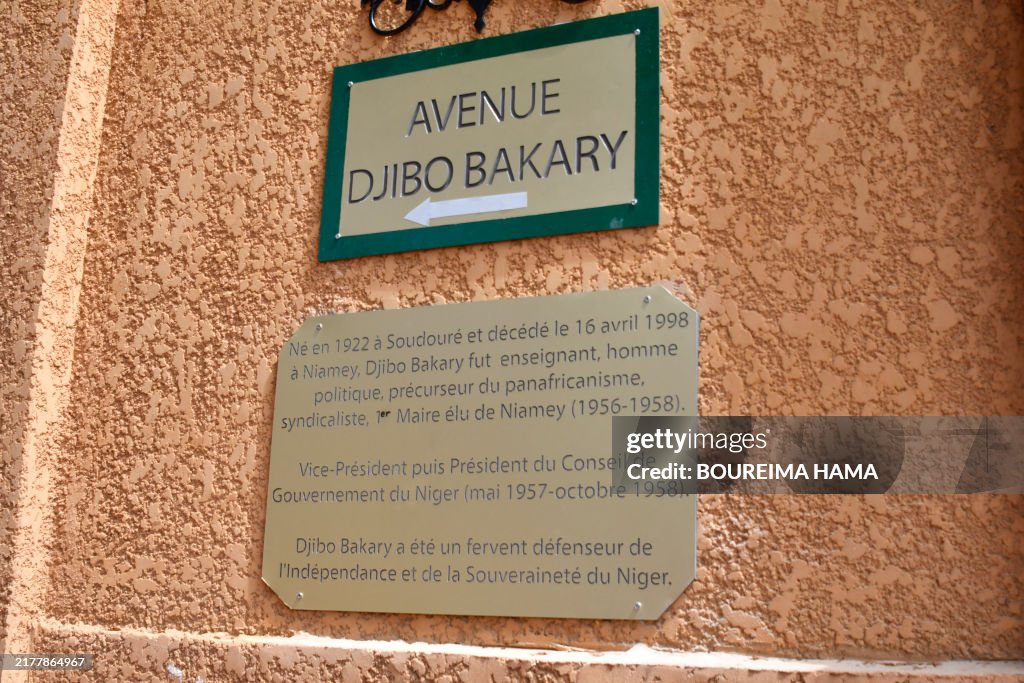 AVENUE
DJIBO BAKARY
Né en 1922 à Soudouré et décédé le 16 avril 1998
à Niamey, Djibo Bakary fut enseignant, homme
politique, précurseur du panafricanisme,
syndicaliste, 1er Maire élu de Niamey (1956-1958).
Vice-Président puis Président du Conseil de
Gouvernement du Niger (mai 1957-octobre 1958).
Djibo Bakary a été un fervent défenseur de
l'Indépendance et de la Souveraineté du Niger.
gettyimages®
Credit: BOUREIMA HAMA
2177864967